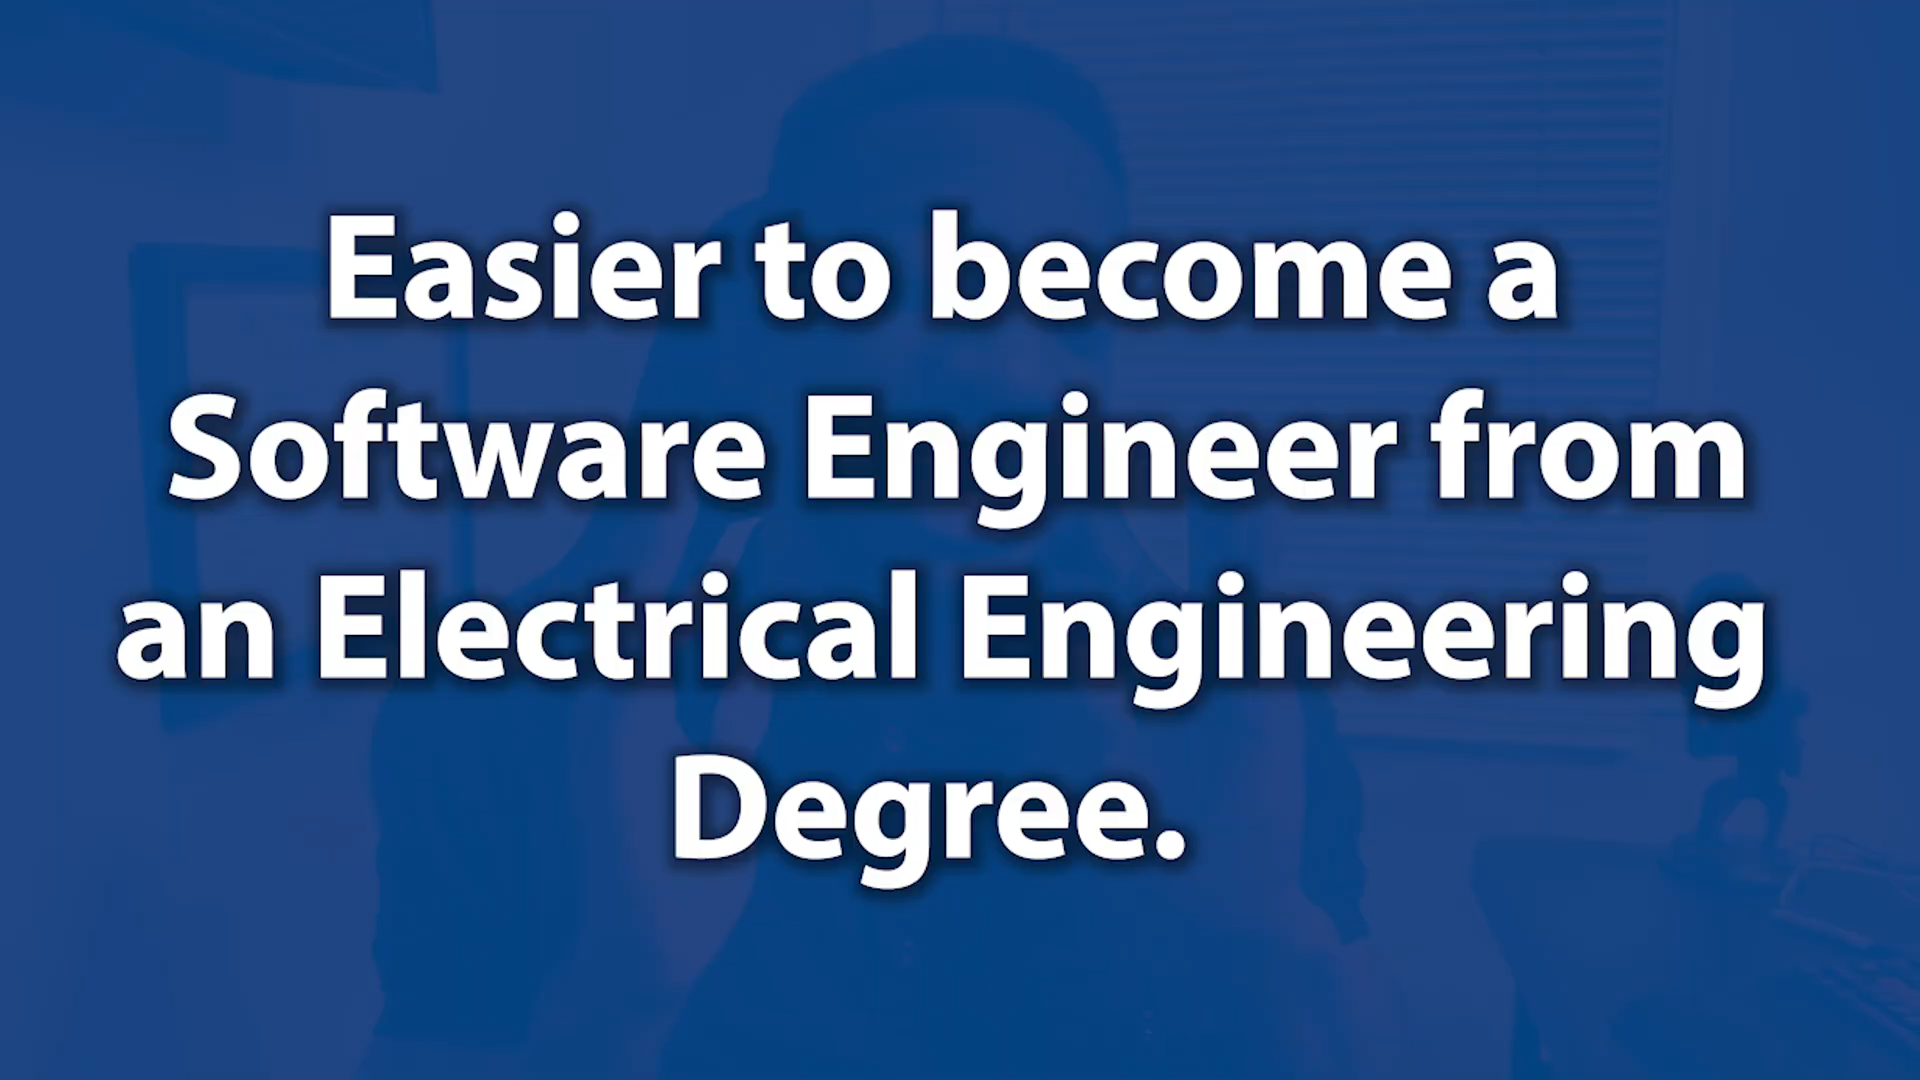 Easier to become a
Software Engineer from
an Electrical Engineering
Degree.